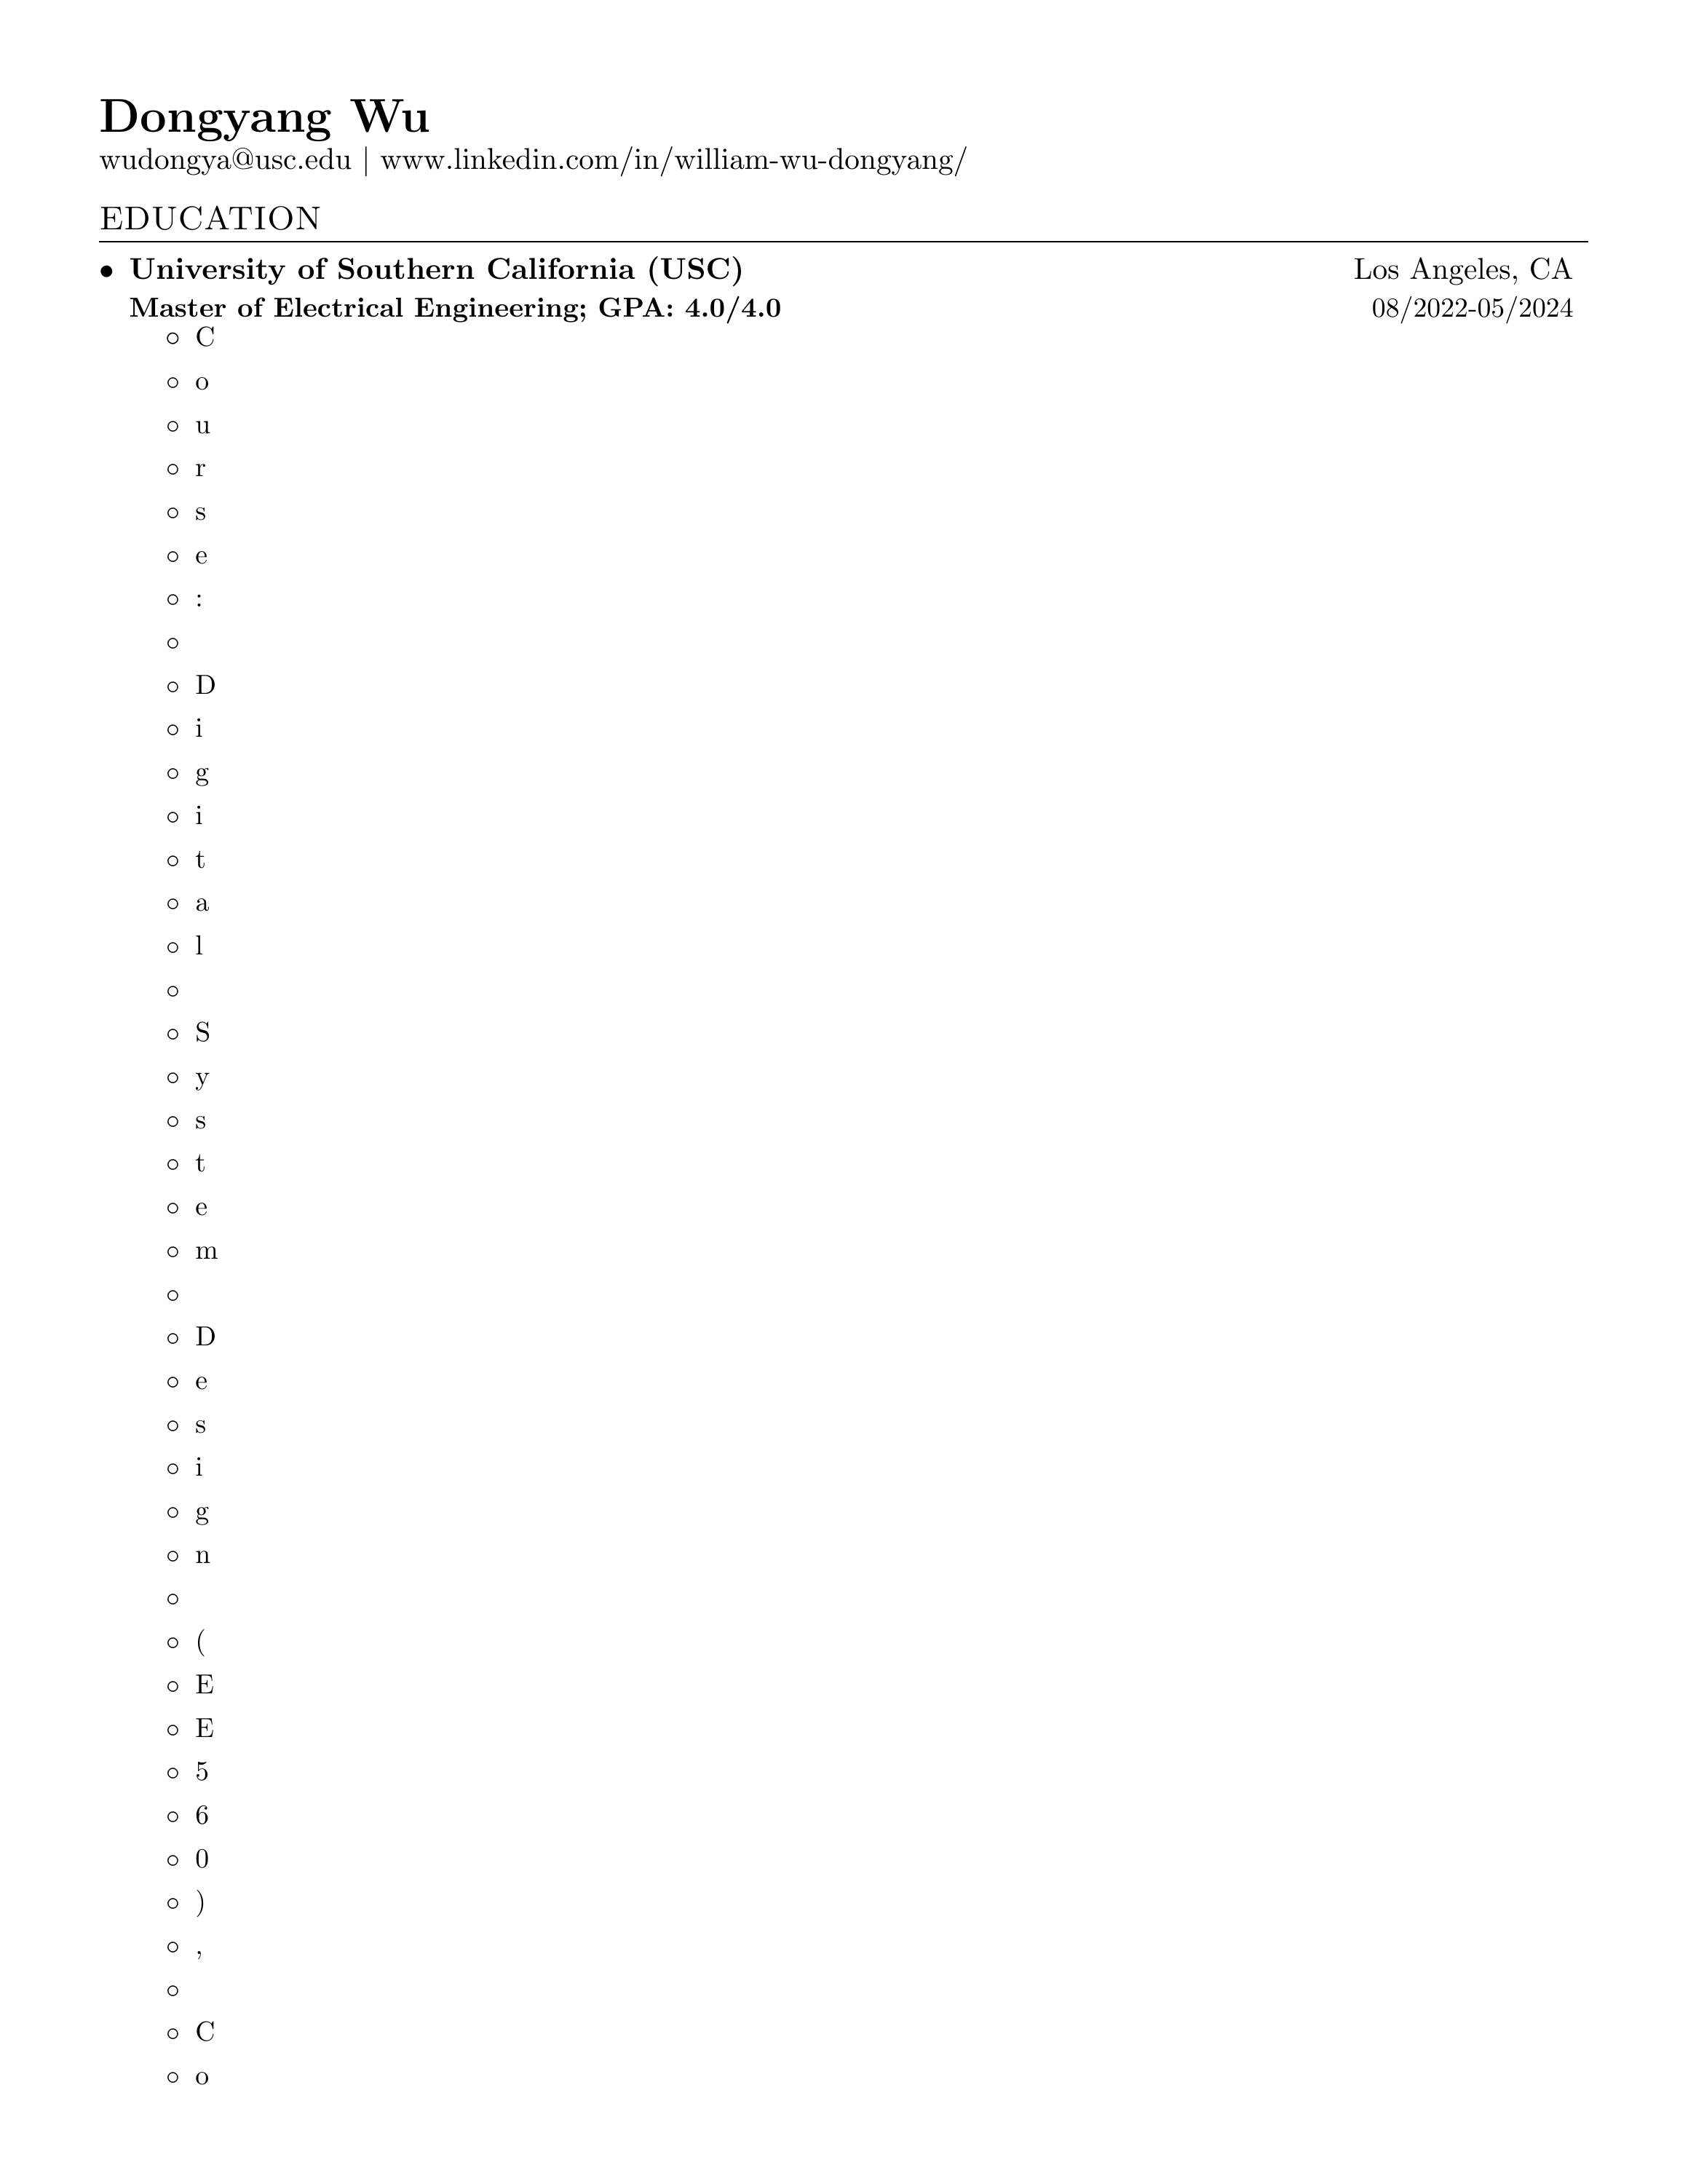 Dongyang Wu
wudongya@usc.edu | www.linkedin.com/in/william-wu-dongyang/
EDUCATION
• University of Southern California (USC) Los Angeles, CA
Master of Electrical Engineering; GPA: 4.0/4.0 08/2022-05/2024
◦ C
◦ o
◦ u
◦ r
◦ s
◦ e
◦ :
◦
◦ D
◦ i
◦ g
◦ i
◦ t
◦ a
◦ l
◦
◦ S
◦ y
◦ s
◦ t
◦ e
◦ m
◦
◦ D
◦ e
◦ s
◦ i
◦ g
◦ n
◦
◦ (
◦ E
◦ E
◦ 5
◦ 6
◦ 0
◦ )
◦ ,
◦
◦ C
◦ o